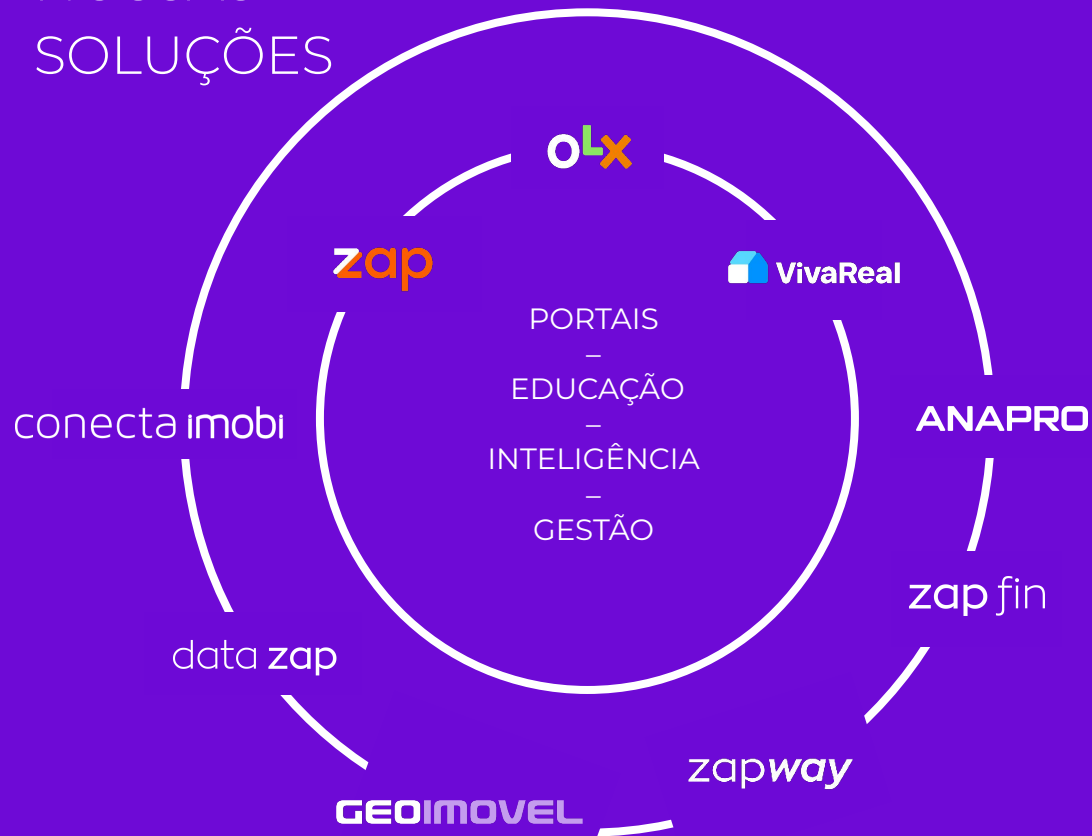 SOLUÇÕES
OLX
zap
VivaReal
PORTAIS
–
EDUCAÇÃO
–
INTELIGÊNCIA
–
GESTÃO
conecta imobi
ANAPRO
zap fin
data zap
zapway
GEOIMOVEL